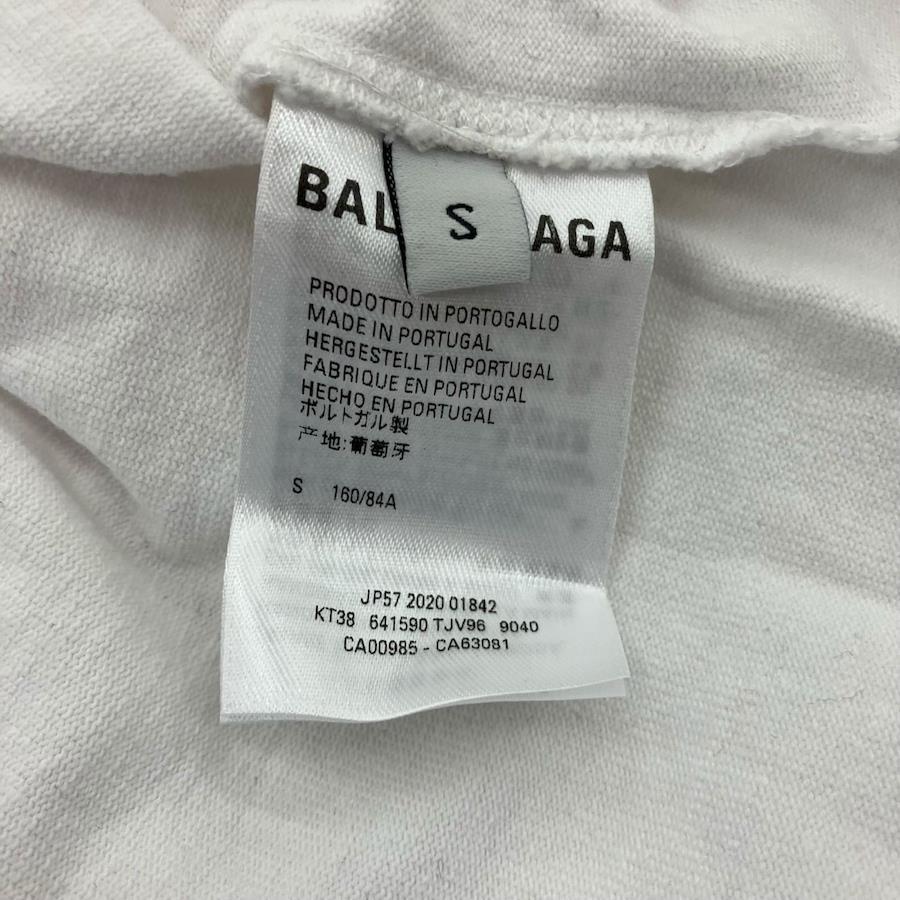 BAL AGA
S
PRODOTTO IN PORTOGALLO
MADE IN PORTUGAL
HERGESTELLT IN PORTUGAL
FABRIQUE EN PORTUGAL
HECHO EN PORTUGAL
ポルトガル製
产地:葡萄牙
S 160/84A
JP57 2020 01842
KT38 641590 TJV96 9040
CA00985 - CA63081